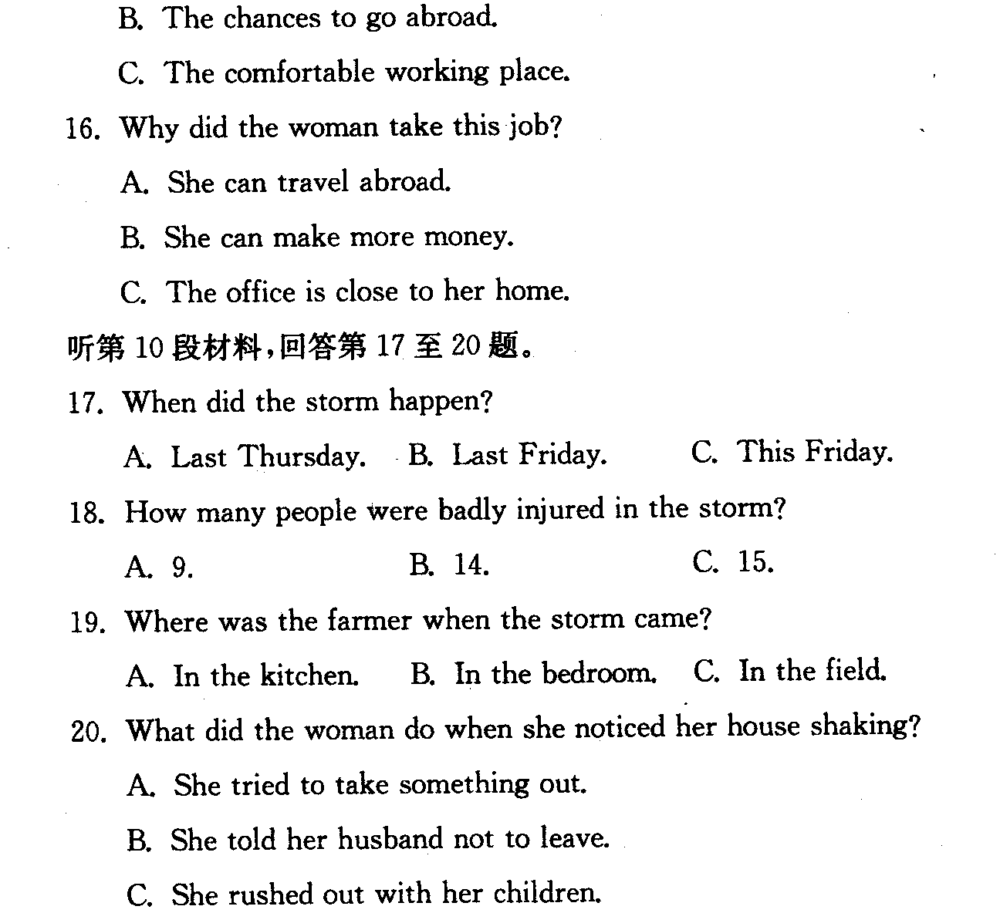 B. The chances to go abroad.
C. The comfortable working place.
16. Why did the woman take this job?
A. She can travel abroad.
B. She can make more money.
C. The office is close to her home.
听第 10 段材料,回答第 17 至 20 题。
17. When did the storm happen?
A. Last Thursday. B. Last Friday. C. This Friday.
18. How many people were badly injured in the storm?
A. 9. B. 14. C. 15.
19. Where was the farmer when the storm came?
A. In the kitchen. B. In the bedroom. C. In the field.
20. What did the woman do when she noticed her house shaking?
A. She tried to take something out.
B. She told her husband not to leave.
C. She rushed out with her children.